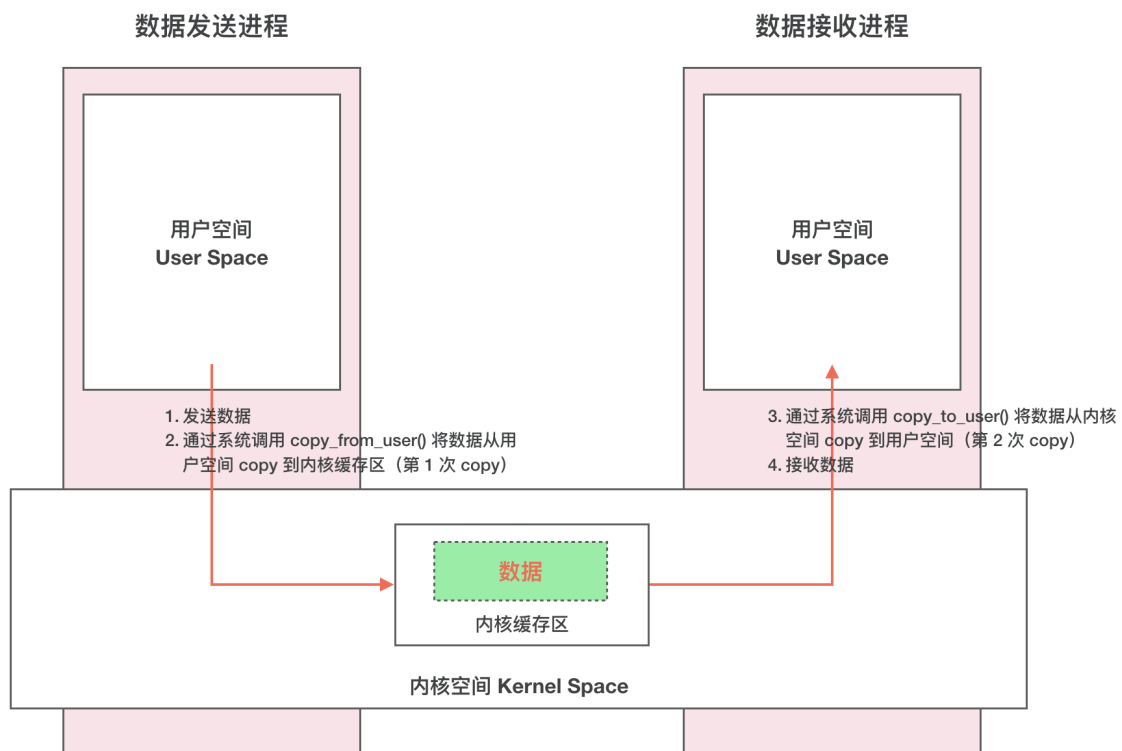 数据发送进程
数据接收进程
用户空间
User Space
用户空间
User Space
1. 发送数据
2. 通过系统调用 copy_from_user() 将数据从用
户空间 copy 到内核缓存区（第 1 次 copy）
3. 通过系统调用 copy_to_user() 将数据从内核
空间 copy 到用户空间（第 2 次 copy）
4. 接收数据
数据
内核缓存区
内核空间 Kernel Space